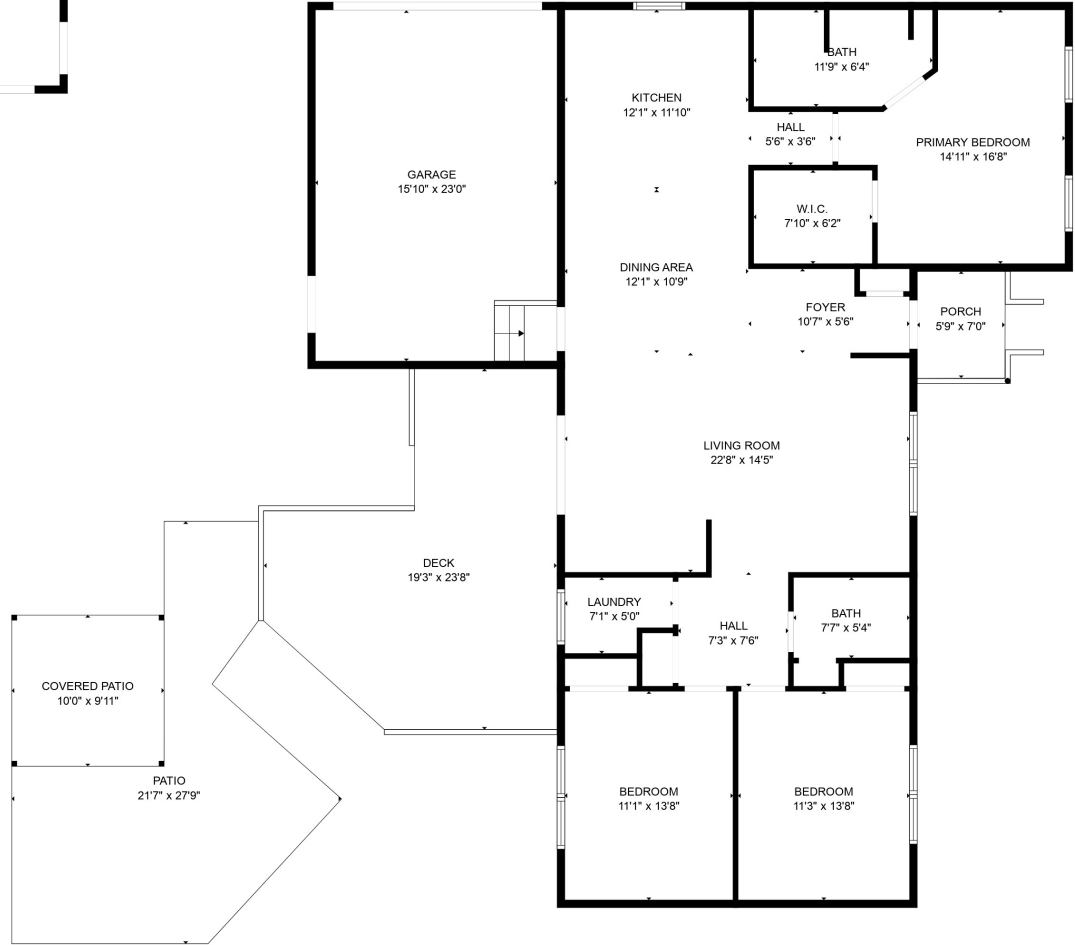 BATH
11'9" x 6'4"
KITCHEN
12'1" x 11'10"
HALL
5'6" x 3'6"
PRIMARY BEDROOM
14'11" x 16'8"
GARAGE
15'10" x 23'0"
W.I.C.
7'10" x 6'2"
DINING AREA
12'1" x 10'9"
FOYER
10'7" x 5'6"
PORCH
5'9" x 7'0"
LIVING ROOM
22'8" x 14'5"
DECK
19'3" x 23'8"
LAUNDRY
7'1" x 5'0"
HALL
7'3" x 7'6"
BATH
7'7" x 5'4"
COVERED PATIO
10'0" x 9'11"
PATIO
21'7" x 27'9"
BEDROOM
11'1" x 13'8"
BEDROOM
11'3" x 13'8"